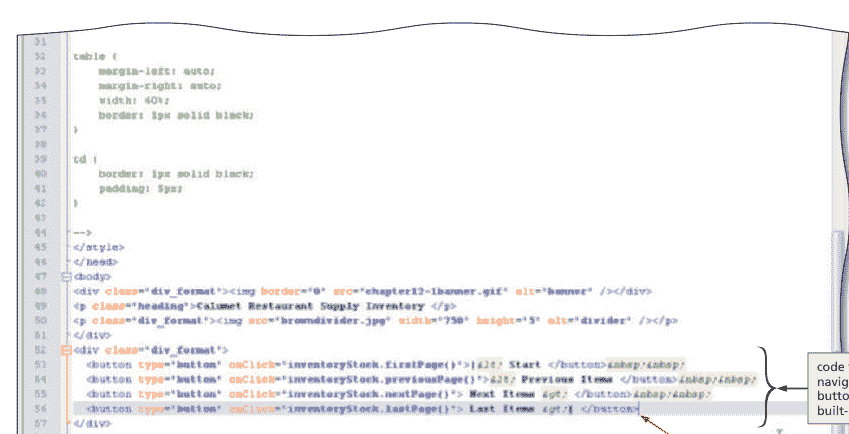 31
32 table {
33 margin-left: auto;
34 margin-right: auto;
35 width: 60%;
36 border: 1px solid black;
37 }
38
39 td {
40 border: 1px solid black;
41 padding: 5px;
42 }
43
44 -->
45 </style>
46 </head>
47 <body>
48 <div class="div_format"><img border="0" src="chapter12-1banner.gif" alt="banner" /></div>
49 <p class="heading">Calumet Restaurant Supply Inventory </p>
50 <p class="div_format"><img src="browndivider.jpg" width="750" height="5" alt="divider" /></p>
51 </div>
52 <div class="div_format">
53 <button type="button" onClick="inventoryStock.firstPage()">|&lt; Start </button>&nbsp;&nbsp;
54 <button type="button" onClick="inventoryStock.previousPage()">&lt; Previous Items </button>&nbsp;&nbsp;
55 <button type="button" onClick="inventoryStock.nextPage()"> Next Items &gt; </button>&nbsp;&nbsp;
56 <button type="button" onClick="inventoryStock.lastPage()"> Last Items &gt;| </button>
57 </div>
code
navig
butto
built-